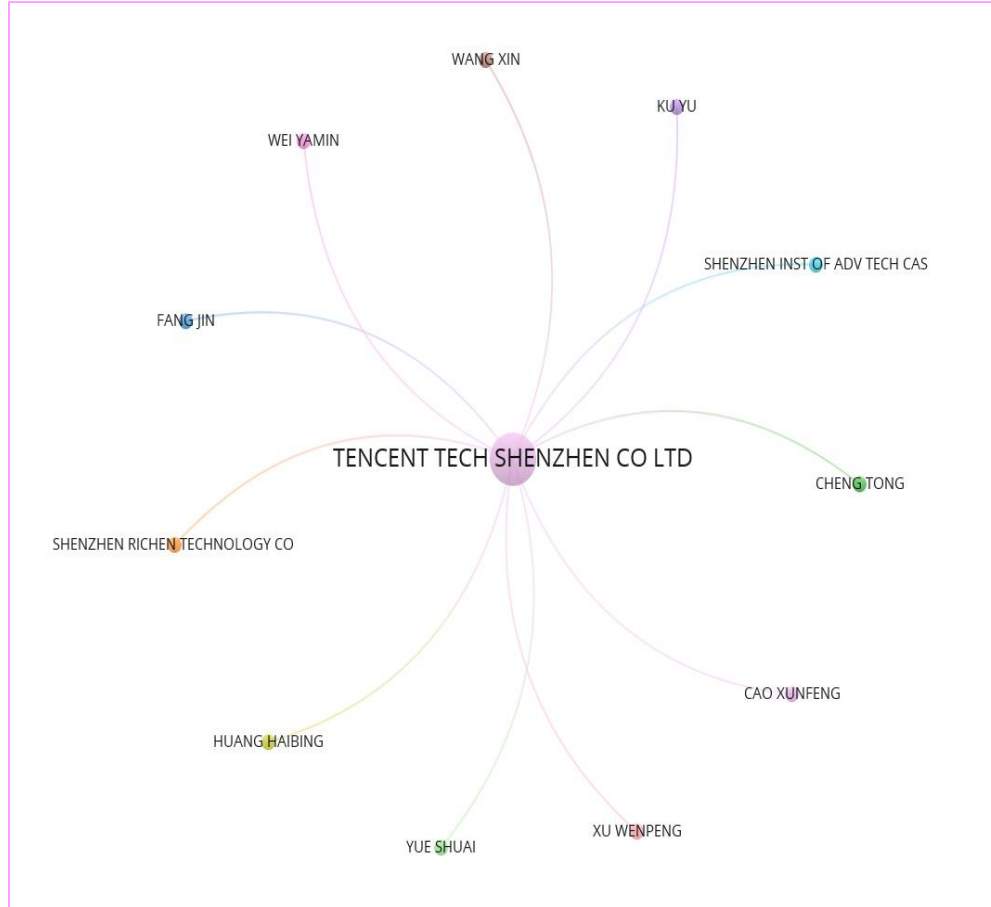 WANG XIN
KU YU
WEI YAMIN
SHENZHEN INST OF ADV TECH CAS
FANG JIN
TENCENT TECH SHENZHEN CO LTD
CHENG TONG
SHENZHEN RICHEN TECHNOLOGY CO
CAO XUNFENG
HUANG HAIBING
XU WENPENG
YUE SHUAI